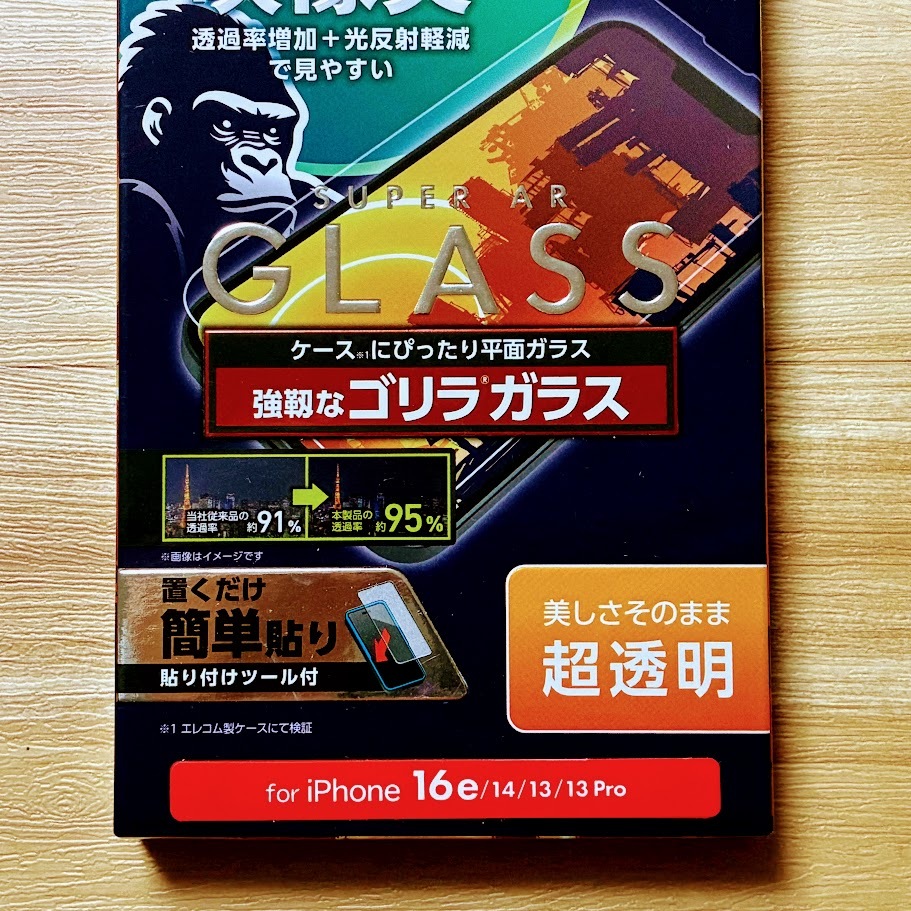 透過率増加＋光反射軽減
で見やすい
SUPER AR
GLASS
ケース※1にぴったり平面ガラス
強靱なゴリラ®ガラス
当社従来品の
透過率 約91%
本製品の
透過率 約95%
※画像はイメージです
置くだけ
簡単貼り
貼り付けツール付
美しさそのまま
超透明
※1 エレコム製ケースにて検証
for iPhone 16e/14/13/13 Pro